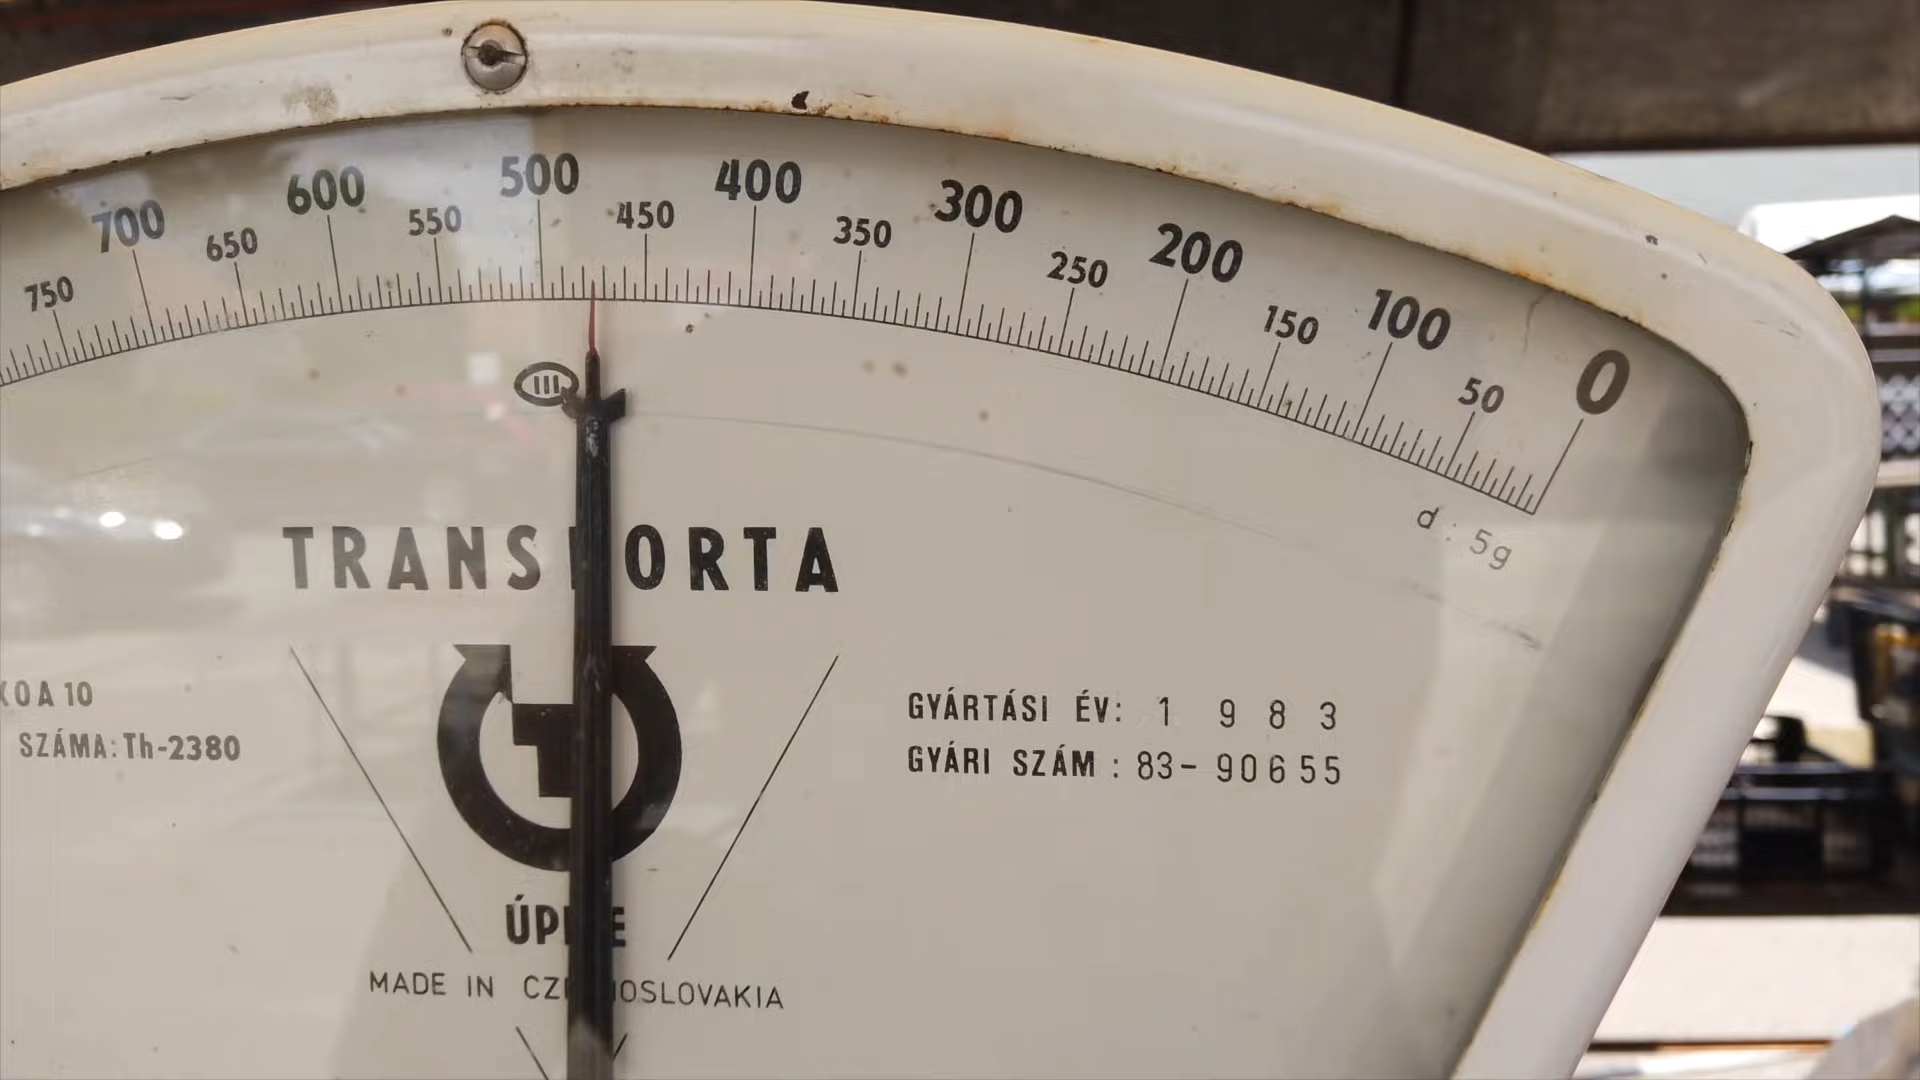 700 600 500 400 300 200 100 0
750 650 550 450 350 250 150 50
III
d: 5g
TRANS ORTA
KOA 10
SZÁMA: Th-2380
GYÁRTÁSI ÉV: 1 9 8 3
GYÁRI SZÁM : 83- 90655
MADE IN